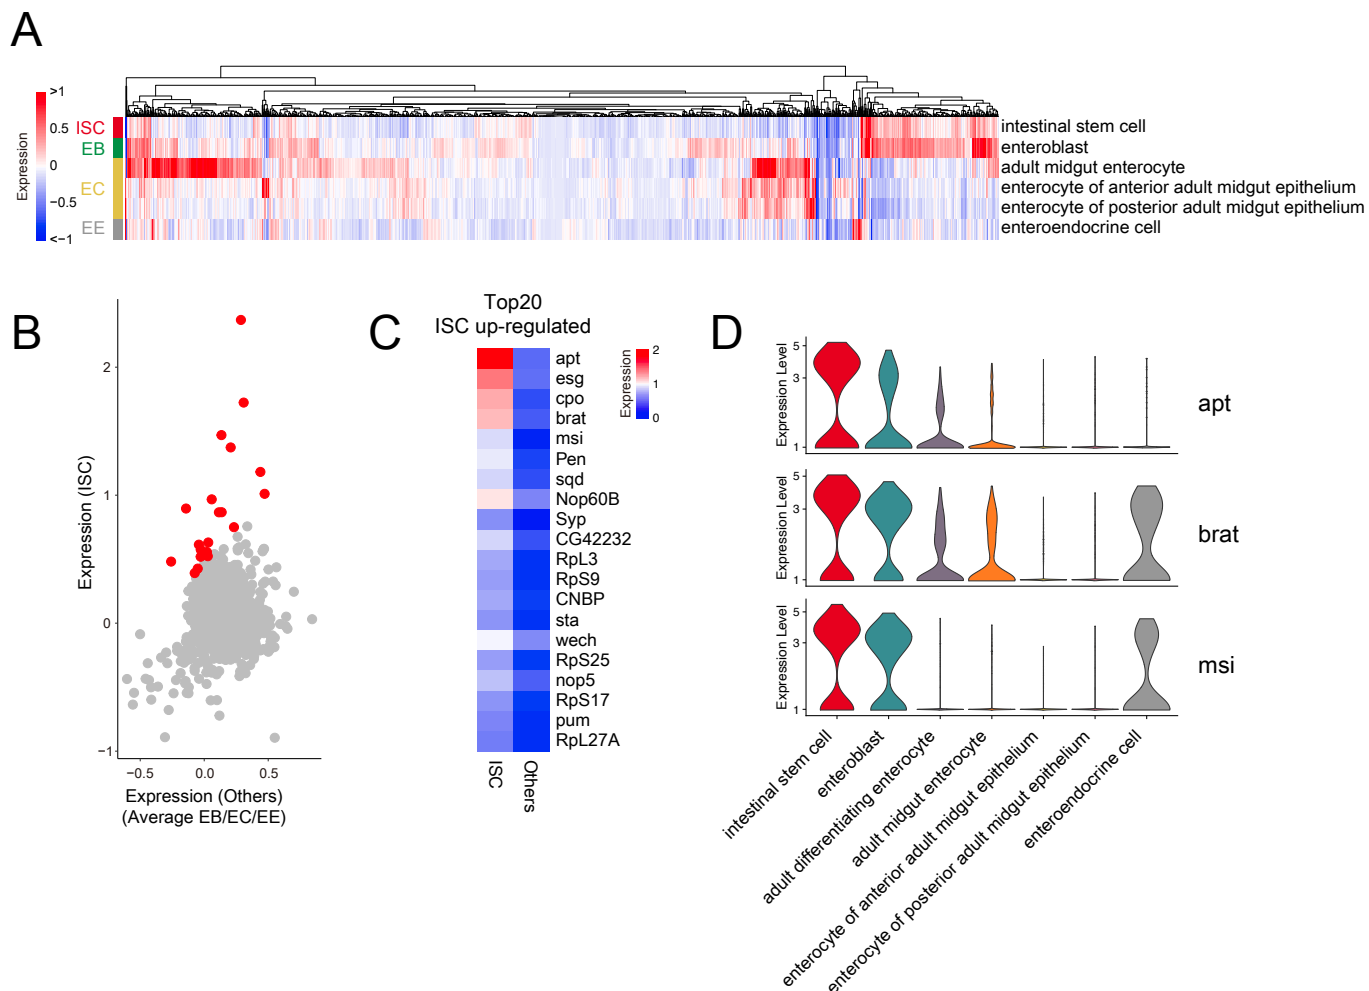 A
>1
0.5
0
−0.5
<−1
Expression
ISC
EB
EC
EE
intestinal stem cell
enteroblast
adult midgut enterocyte
enterocyte of anterior adult midgut epithelium
enterocyte of posterior adult midgut epithelium
enteroendocrine cell
B
2
1
0
−1
Expression (ISC)
−0.5
0.0
0.5
Expression (Others)
(Average EB/EC/EE)
C
Top20
ISC up-regulated
apt
esg
cpo
brat
msi
Pen
sqd
Nop60B
Syp
CG42232
RpL3
RpS9
CNBP
sta
wech
RpS25
nop5
RpS17
pum
RpL27A
ISC
Others
Expression
2
1
0
D
Expression Level
5
3
1
apt
Expression Level
5
3
1
brat
Expression Level
5
3
1
msi
intestinal stem cell
enteroblast
adult differentiating enterocyte
adult midgut enterocyte
enterocyte of anterior adult midgut epithelium
enterocyte of posterior adult midgut epithelium
enteroendocrine cell